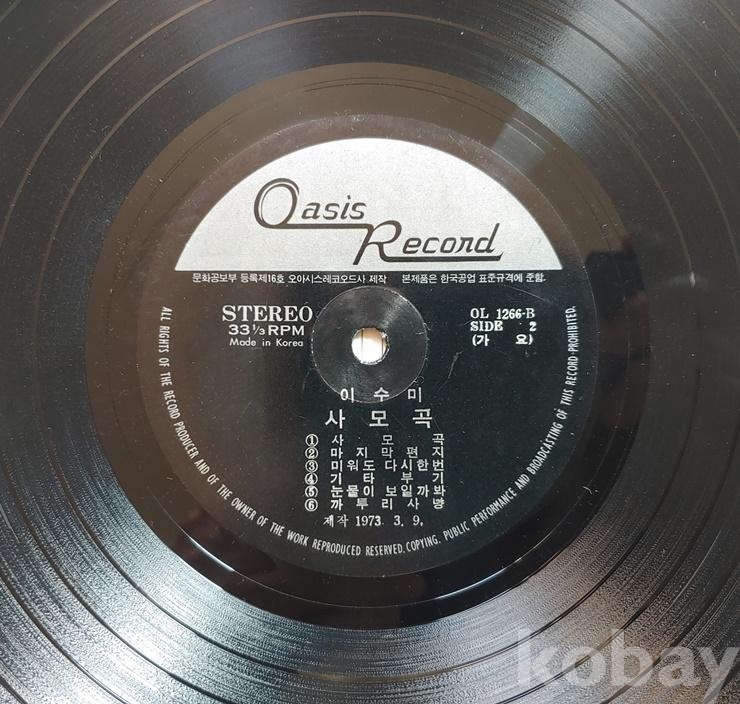 Oasis
Record
문화공보부 등록제16호 오아시스레코오드사 제작 본제품은 한국공업 표준규격에 준함.
STEREO
33 1/3 RPM
Made in Korea
OL 1266-B
SIDE 2
(가 요)
이 수 미
사 모 곡
① 사 모 곡
② 마 지 막 편 지
③ 미워도 다시한번
④ 기 타 부 기
⑤ 눈물이 보일까봐
⑥ 까 투 리 사 냥
제작 1973. 3. 9,
ALL RIGHTS OF THE RECORD PRODUCER AND OF THE OWNER OF THE WORK REPRODUCED RESERVED. COPYING. PUBLIC PERFORMANCE AND BROADCASTING OF THIS RECORD PROHIBITED.
kobay